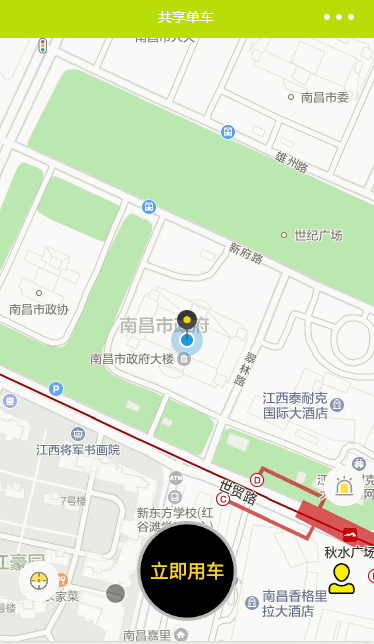 共享单车
南昌市人大
南昌市委
雄州路
世纪广场
新府路
南昌市政协
南昌市政府
南昌市政府大楼
翠林路
P
江西泰耐克
国际大酒店
江西将军书画院
ATM
D
世贸路
7号院
C
新东方学校(红
谷滩学
秋水广场
立即用车
家菜
南昌香格里
拉大酒店
号院
南昌嘉里